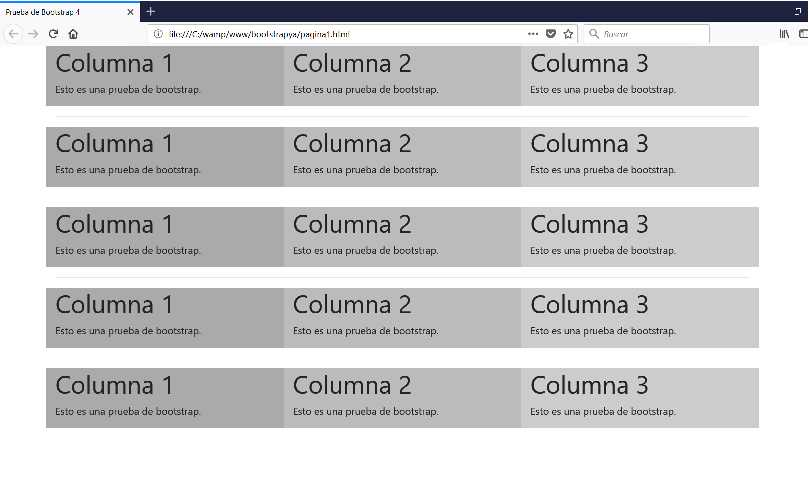 Prueba de Bootstrap 4
file:///C:/wamp/www/bootstrapya/pagina1.html
Buscar
Columna 1 Columna 2 Columna 3
Esto es una prueba de bootstrap. Esto es una prueba de bootstrap. Esto es una prueba de bootstrap.
Columna 1 Columna 2 Columna 3
Esto es una prueba de bootstrap. Esto es una prueba de bootstrap. Esto es una prueba de bootstrap.
Columna 1 Columna 2 Columna 3
Esto es una prueba de bootstrap. Esto es una prueba de bootstrap. Esto es una prueba de bootstrap.
Columna 1 Columna 2 Columna 3
Esto es una prueba de bootstrap. Esto es una prueba de bootstrap. Esto es una prueba de bootstrap.
Columna 1 Columna 2 Columna 3
Esto es una prueba de bootstrap. Esto es una prueba de bootstrap. Esto es una prueba de bootstrap.